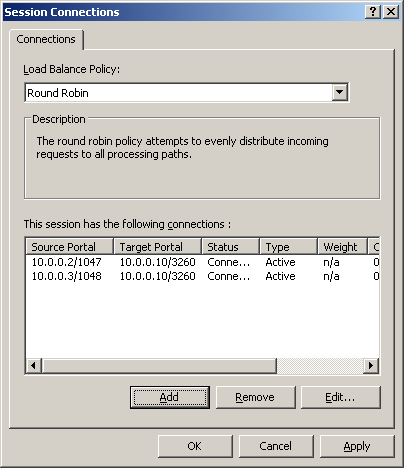 Session Connections
Connections
Load Balance Policy:
Round Robin
Description
The round robin policy attempts to evenly distribute incoming
requests to all processing paths.
This session has the following connections :
Source Portal Target Portal Status Type Weight C
10.0.0.2/1047 10.0.0.10/3260 Conne... Active n/a 0
10.0.0.3/1048 10.0.0.10/3260 Conne... Active n/a 0
Add Remove Edit...
OK Cancel Apply